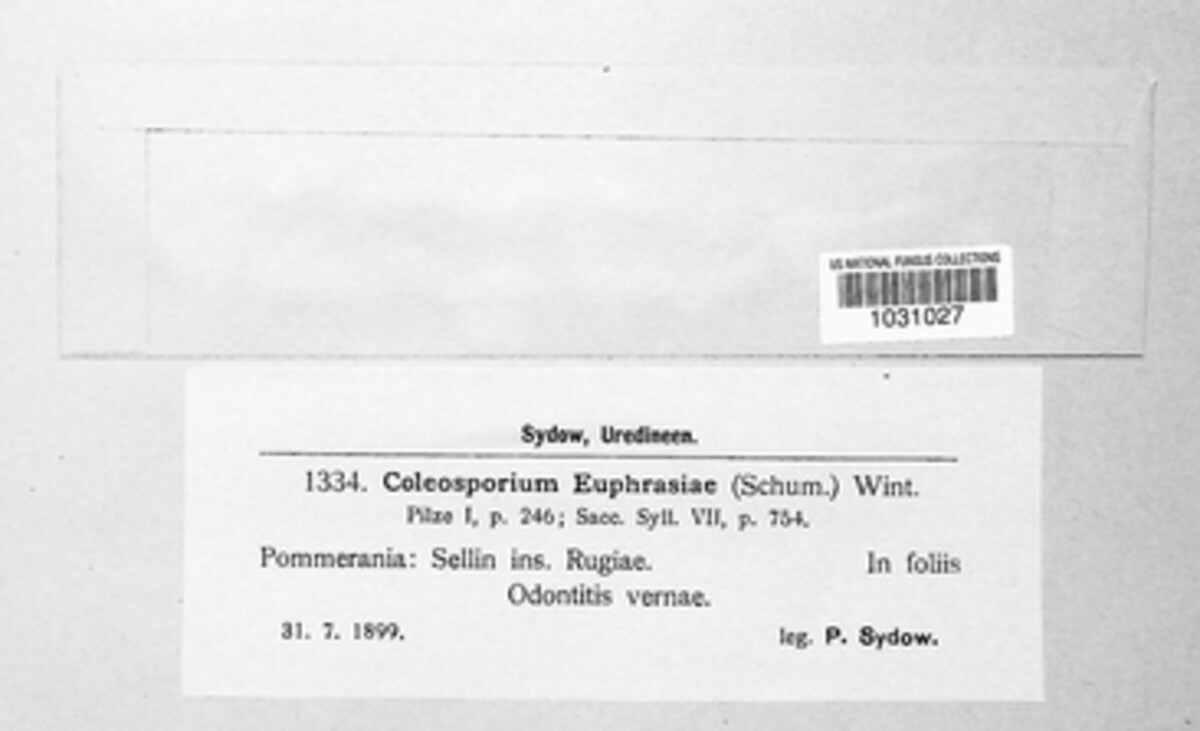 US NATIONAL FUNGUS COLLECTIONS
1031027
Sydow, Uredineen.
1334. Coleosporium Euphrasiae (Schum.) Wint.
Pilze I, p. 246; Sacc. Syll. VII, p. 754.
Pommerania: Sellin ins. Rugiae. In foliis
Odontitis vernae.
31. 7. 1899. leg. P. Sydow.